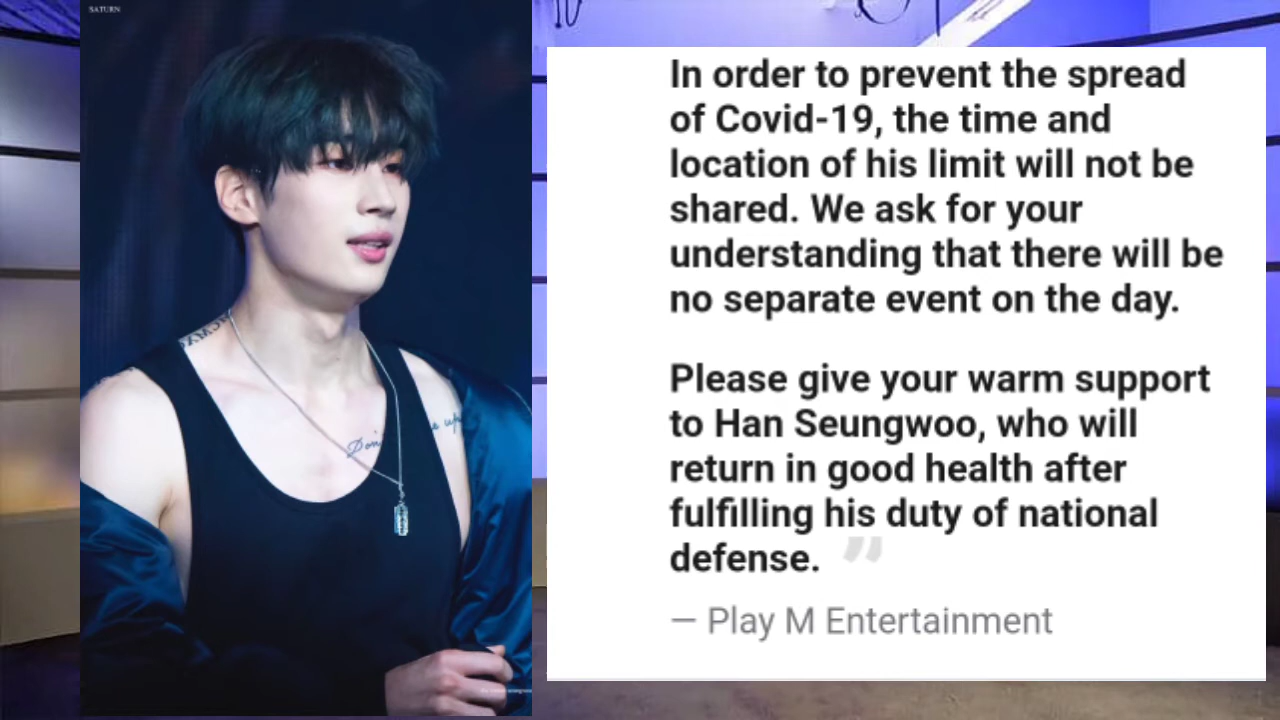 SATURN
In order to prevent the spread
of Covid-19, the time and
location of his limit will not be
shared. We ask for your
understanding that there will be
no separate event on the day.
Please give your warm support
to Han Seungwoo, who will
return in good health after
fulfilling his duty of national
defense. ”
— Play M Entertainment
Don